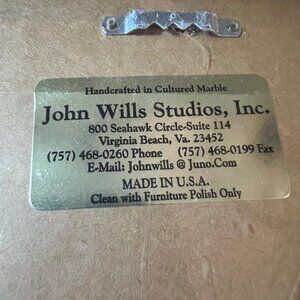 Handcrafted in Cultured Marble
John Wills Studios, Inc.
800 Seahawk Circle-Suite 114
Virginia Beach, Va. 23452
(757) 468-0260 Phone (757) 468-0199 Fax
E-Mail: Johnwills @ Juno.Com
MADE IN U.S.A.
Clean with Furniture Polish Only